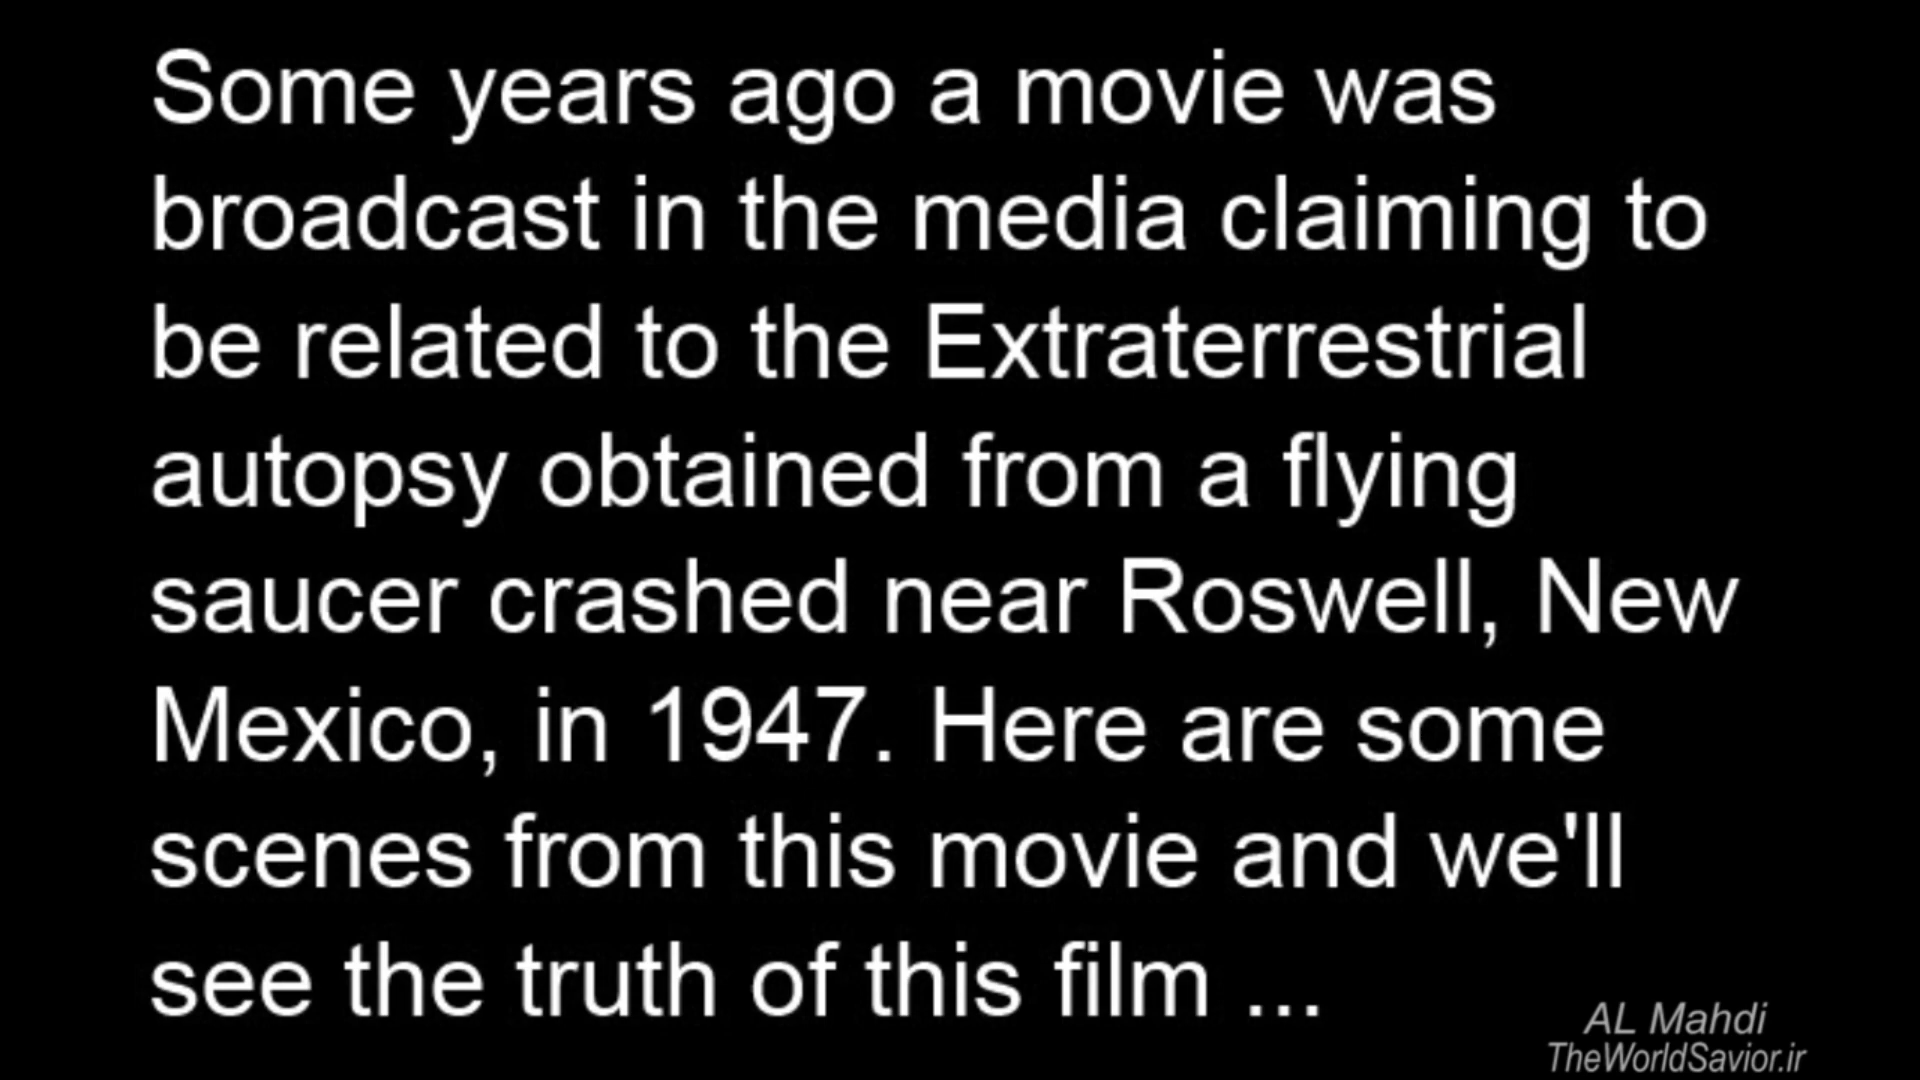 Some years ago a movie was
broadcast in the media claiming to
be related to the Extraterrestrial
autopsy obtained from a flying
saucer crashed near Roswell, New
Mexico, in 1947. Here are some
scenes from this movie and we'll
see the truth of this film ...
AL Mahdi
TheWorldSavior.ir